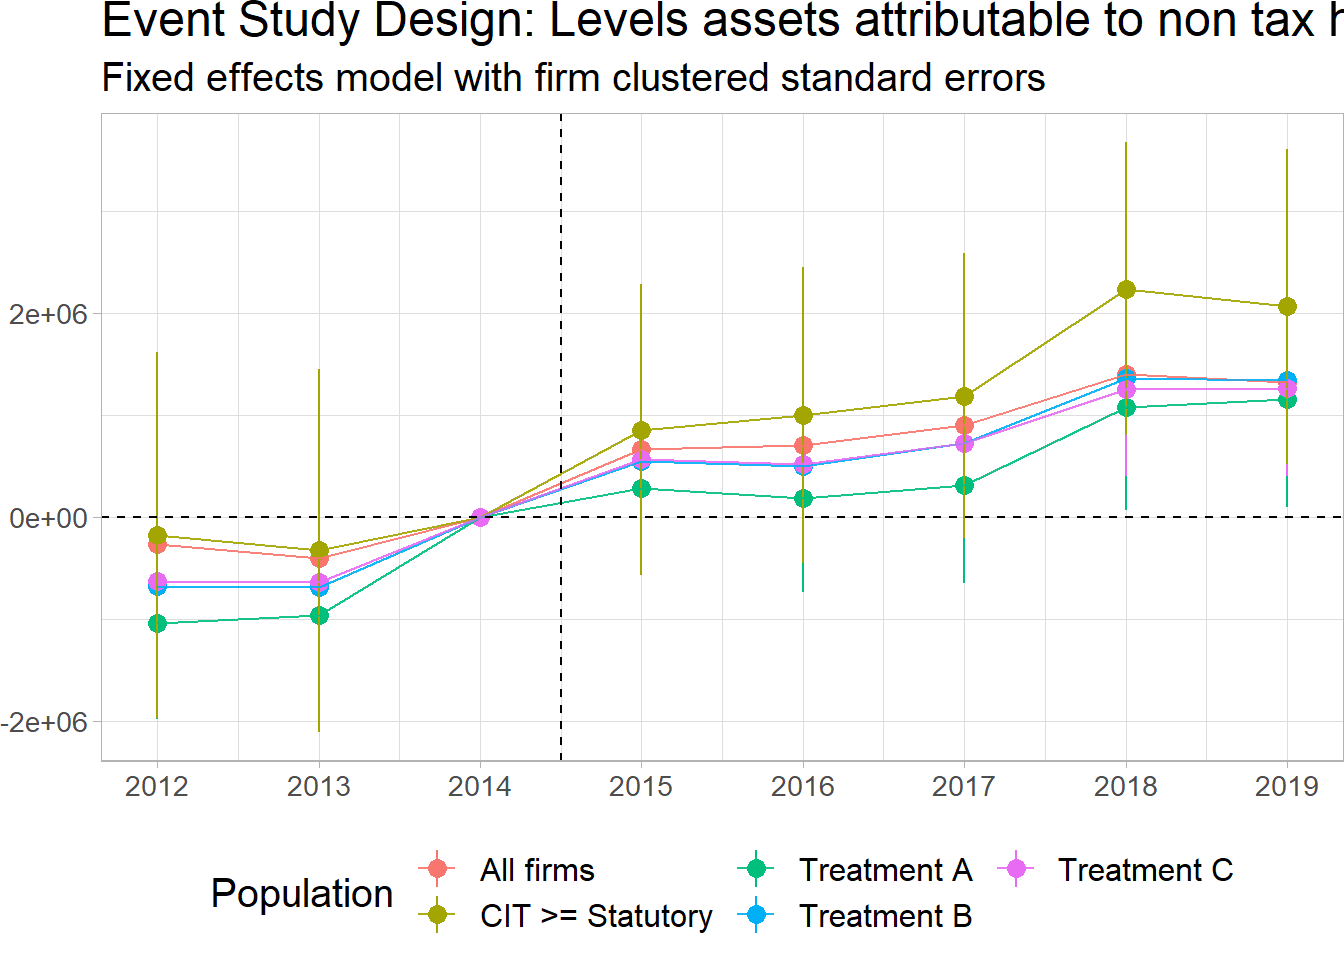 Event Study Design: Levels assets attributable to non tax h
Fixed effects model with firm clustered standard errors
2e+06
0e+00
-2e+06
2012 2013 2014 2015 2016 2017 2018 2019
Population
All firms
CIT >= Statutory
Treatment A
Treatment B
Treatment C